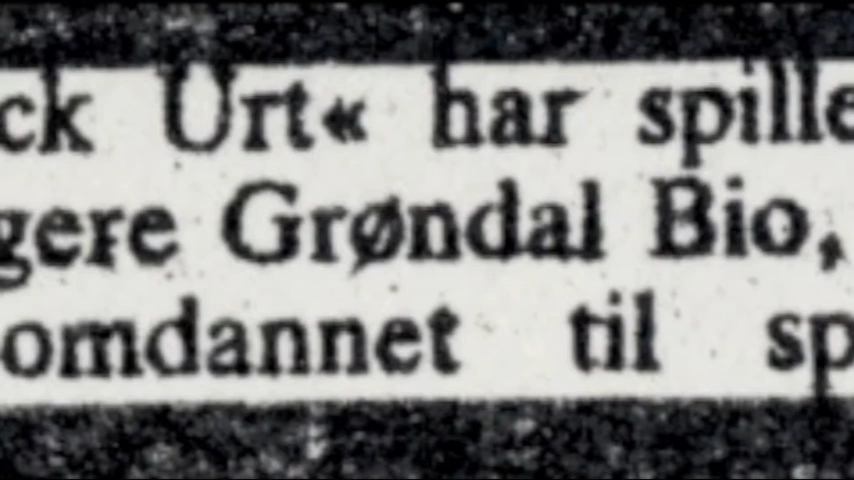 ck Urt« har spille
gere Grøndal Bio,
omdannet til sp